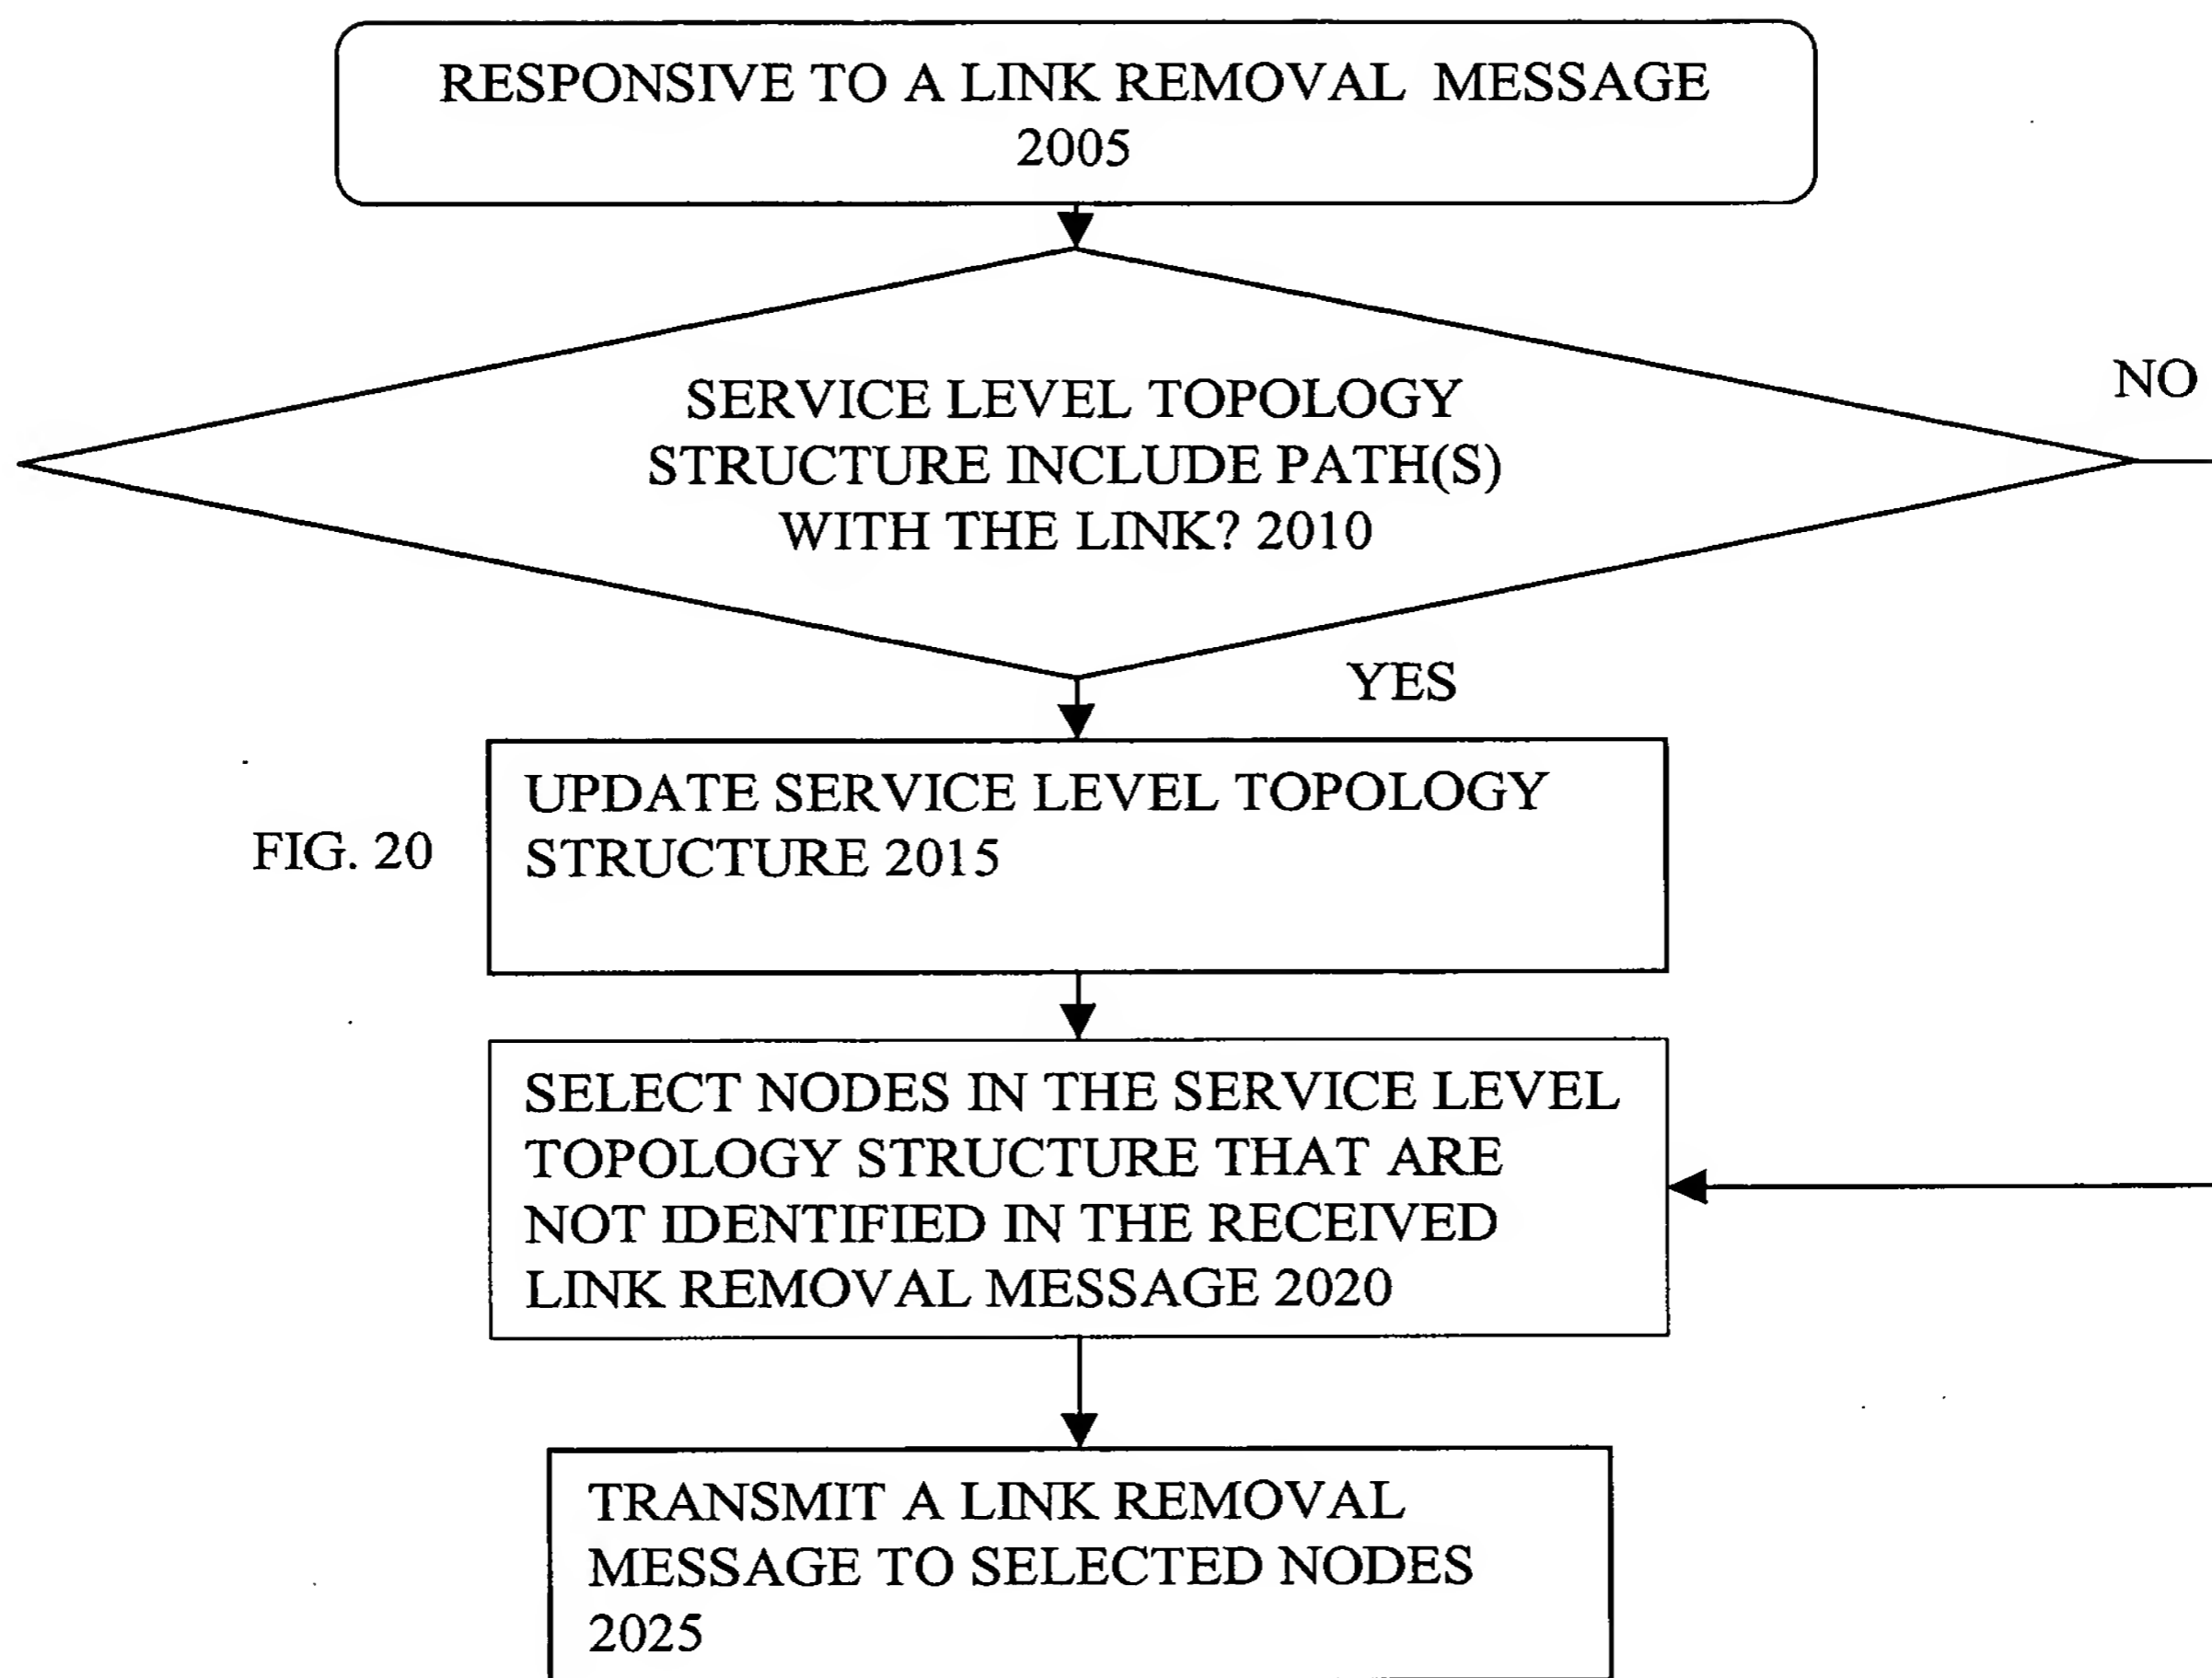 RESPONSIVE TO A LINK REMOVAL MESSAGE
2005
SERVICE LEVEL TOPOLOGY
STRUCTURE INCLUDE PATH(S)
WITH THE LINK? 2010
NO
YES
UPDATE SERVICE LEVEL TOPOLOGY
STRUCTURE 2015
FIG. 20
SELECT NODES IN THE SERVICE LEVEL
TOPOLOGY STRUCTURE THAT ARE
NOT IDENTIFIED IN THE RECEIVED
LINK REMOVAL MESSAGE 2020
TRANSMIT A LINK REMOVAL
MESSAGE TO SELECTED NODES
2025